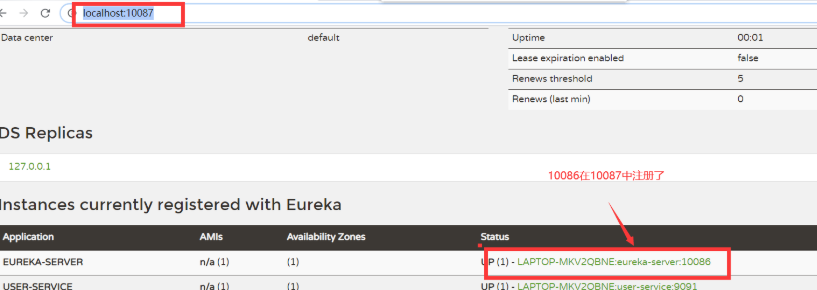 localhost:10087
Data center default
Uptime 00:01
Lease expiration enabled false
Renews threshold 5
Renews (last min) 0
DS Replicas
127.0.0.1
10086在10087中注册了
Instances currently registered with Eureka
Application AMIs Availability Zones Status
EUREKA-SERVER n/a (1) (1) UP (1) - LAPTOP-MKV2QBNE:eureka-server:10086
USER-SERVICE n/a (1) (1) UP (1) - LAPTOP-MKV2QBNE:user-service:9091